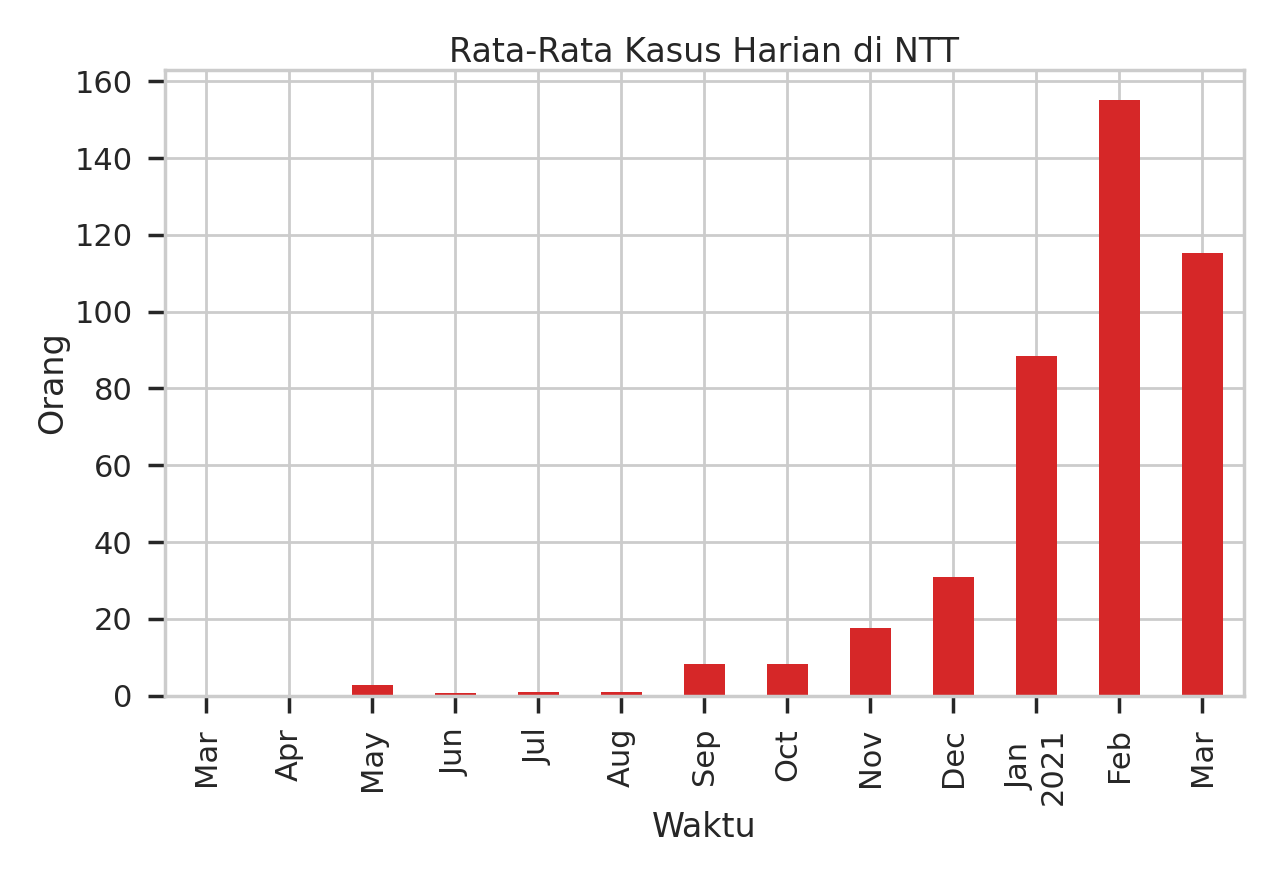 Rata-Rata Kasus Harian di NTT
160
140
120
100
80
60
40
20
0
Orang
Mar
Apr
May
Jun
Jul
Aug
Sep
Oct
Nov
Dec
Jan
2021
Feb
Mar
Waktu